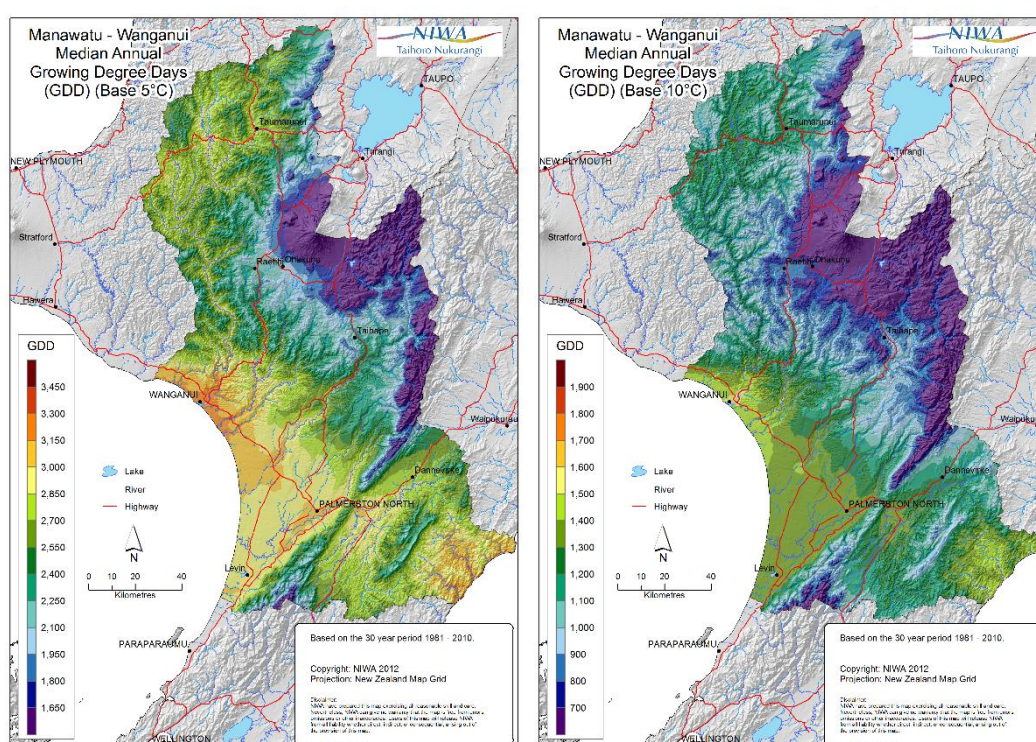 Manawatu - Wanganui
Median Annual
Growing Degree Days
(GDD) (Base 5°C)
NIWA
Taihoro Nukurangi
TAUPO
Taumarunui
Turangi
NEW PLYMOUTH
Stratford
Raetihi
Ohakune
Hawera
Taihape
GDD
3,450
3,300
3,150
3,000
2,850
2,700
2,550
2,400
2,250
2,100
1,950
1,800
1,650
WANGANUI
Waipukurau
Lake
River
Highway
Dannevirke
PALMERSTON NORTH
N
Levin
0 10 20 40
Kilometres
PARAPARAUMU
WELLINGTON
Based on the 30 year period 1981 - 2010.
Copyright: NIWA 2012
Projection: New Zealand Map Grid
Disclaimer:
Manawatu - Wanganui
Median Annual
Growing Degree Days
(GDD) (Base 10°C)
NIWA
Taihoro Nukurangi
TAUPO
Taumarunui
Turangi
NEW PLYMOUTH
Stratford
Raetihi
Ohakune
Hawera
Taihape
GDD
1,900
1,800
1,700
1,600
1,500
1,400
1,300
1,200
1,100
1,000
900
800
700
WANGANUI
Waipukurau
Lake
River
Highway
Dannevirke
PALMERSTON NORTH
N
Levin
0 10 20 40
Kilometres
PARAPARAUMU
WELLINGTON
Based on the 30 year period 1981 - 2010.
Copyright: NIWA 2012
Projection: New Zealand Map Grid
Disclaimer: